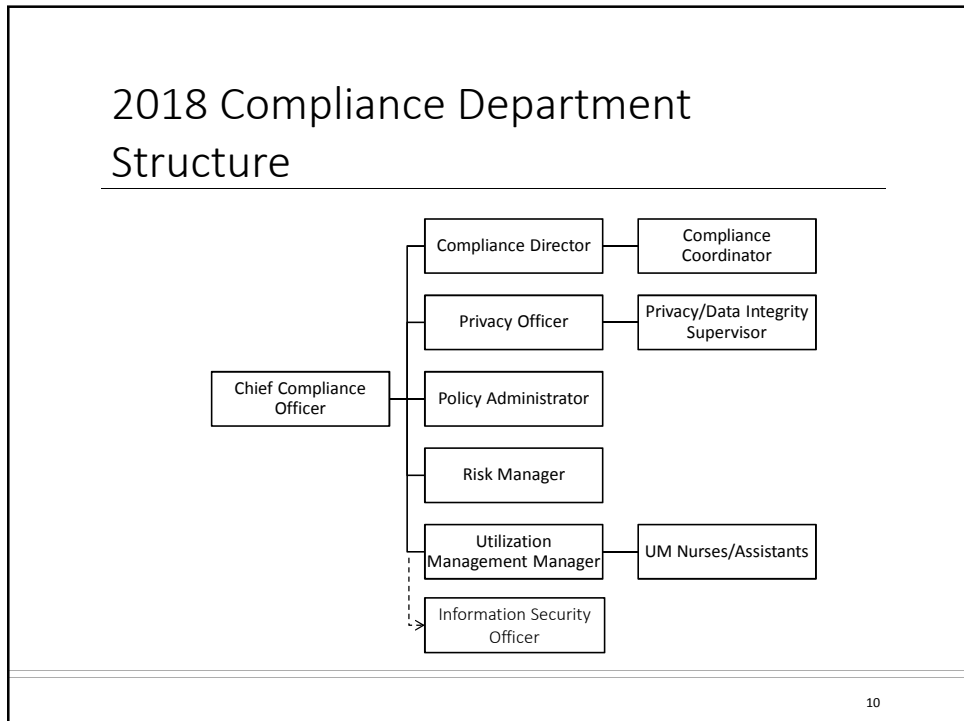 2018 Compliance Department
Structure
Compliance Director
Compliance
Coordinator
Privacy Officer
Privacy/Data Integrity
Supervisor
Chief Compliance
Officer
Policy Administrator
Risk Manager
Utilization
Management Manager
UM Nurses/Assistants
Information Security
Officer
10